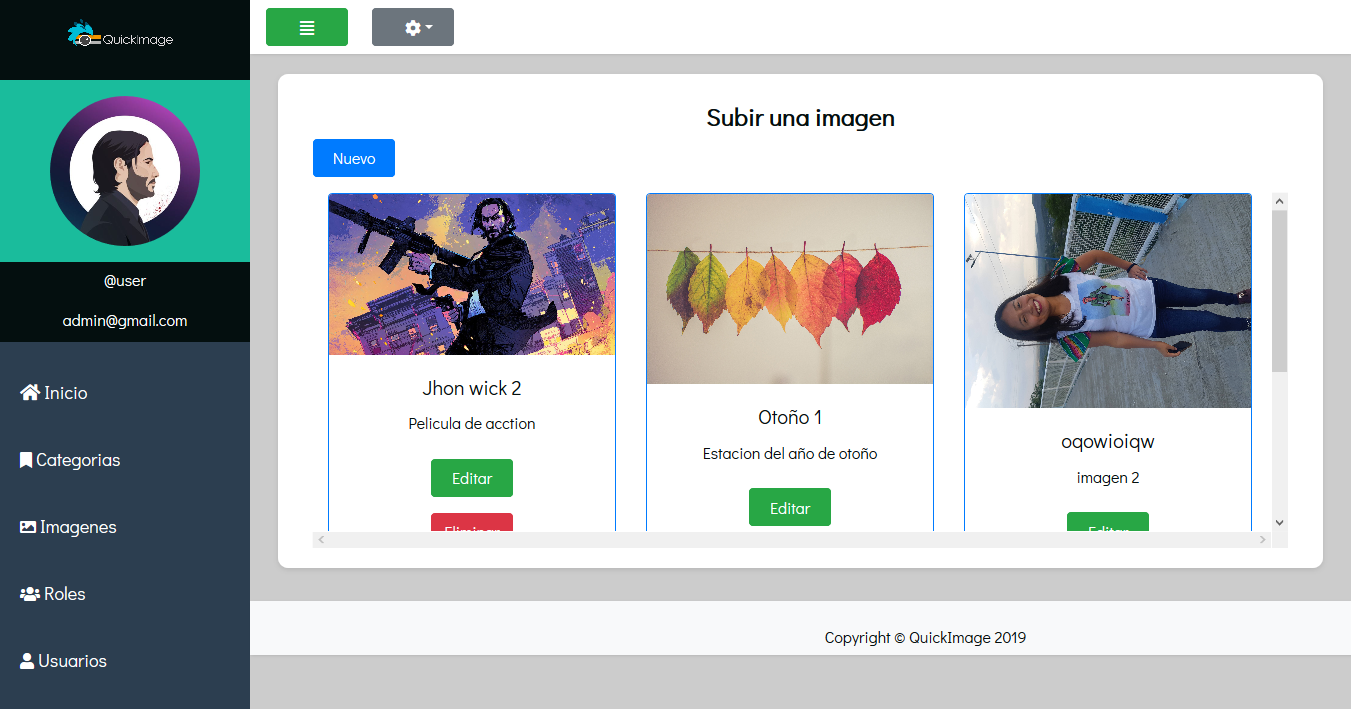 QuickImage
@user
admin@gmail.com
Inicio
Categorias
Imagenes
Roles
Usuarios
Subir una imagen
Nuevo
Jhon wick 2
Pelicula de acction
Editar
Eliminar
Otoño 1
Estacion del año de otoño
Editar
oqowioiqw
imagen 2
Editar
Copyright © QuickImage 2019